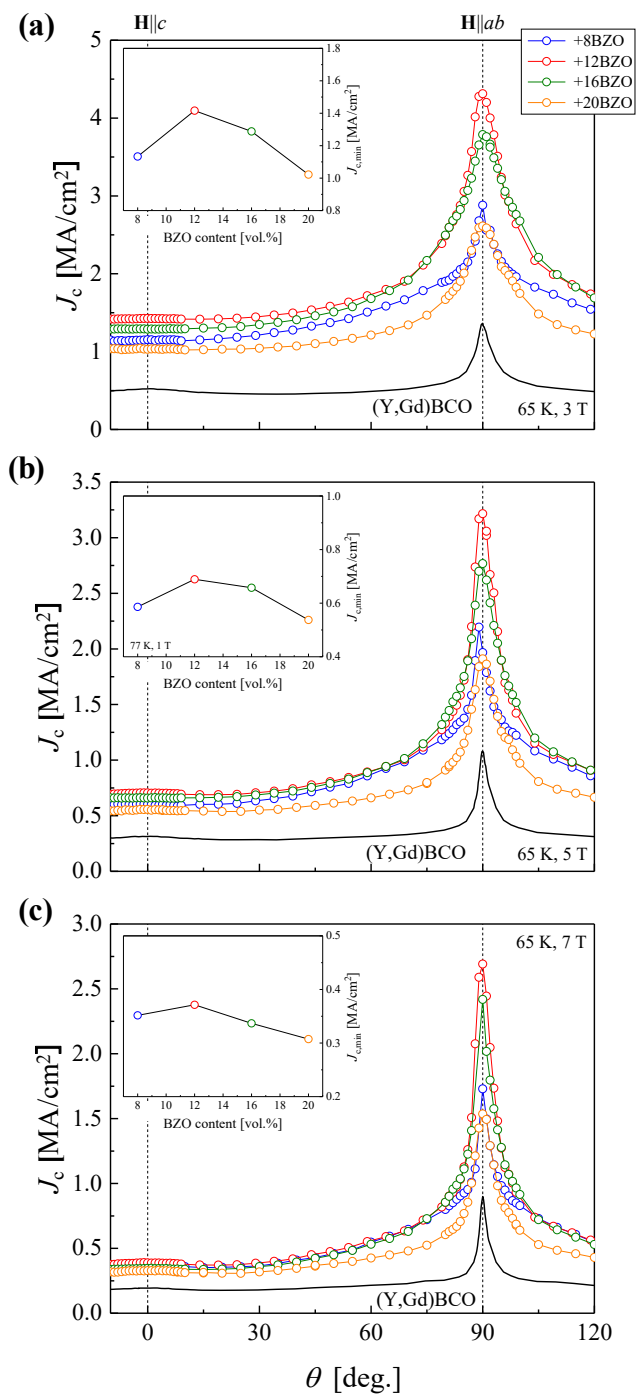 (a)
H||c
H||ab
+8BZO
+12BZO
+16BZO
+20BZO
5
4
3
2
1
0
J_c [MA/cm²]
1.8
1.6
1.4
1.2
1.0
0.8
J_c,min [MA/cm²]
8 10 12 14 16 18 20
BZO content [vol.%]
(Y,Gd)BCO
65 K, 3 T
(b)
3.5
3.0
2.5
2.0
1.5
1.0
0.5
0.0
J_c [MA/cm²]
1.0
0.8
0.6
0.4
J_c,min [MA/cm²]
77 K, 1 T
8 10 12 14 16 18 20
BZO content [vol.%]
(Y,Gd)BCO
65 K, 5 T
(c)
65 K, 7 T
3.0
2.5
2.0
1.5
1.0
0.5
0.0
J_c [MA/cm²]
0.5
0.4
0.3
0.2
J_c,min [MA/cm²]
8 10 12 14 16 18 20
BZO content [vol.%]
(Y,Gd)BCO
0 30 60 90 120
θ [deg.]